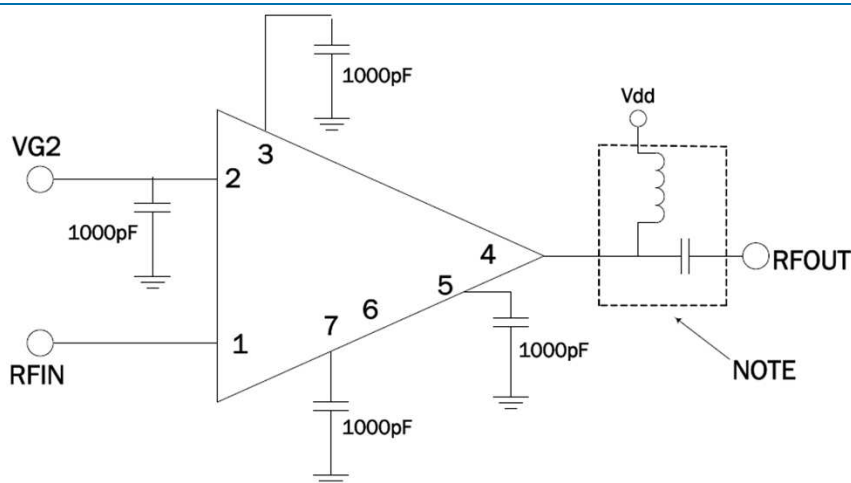 1000pF
Vdd
VG2
3
2
1000pF
4
RFOUT
5
6
7
1
1000pF
RFIN
NOTE
1000pF